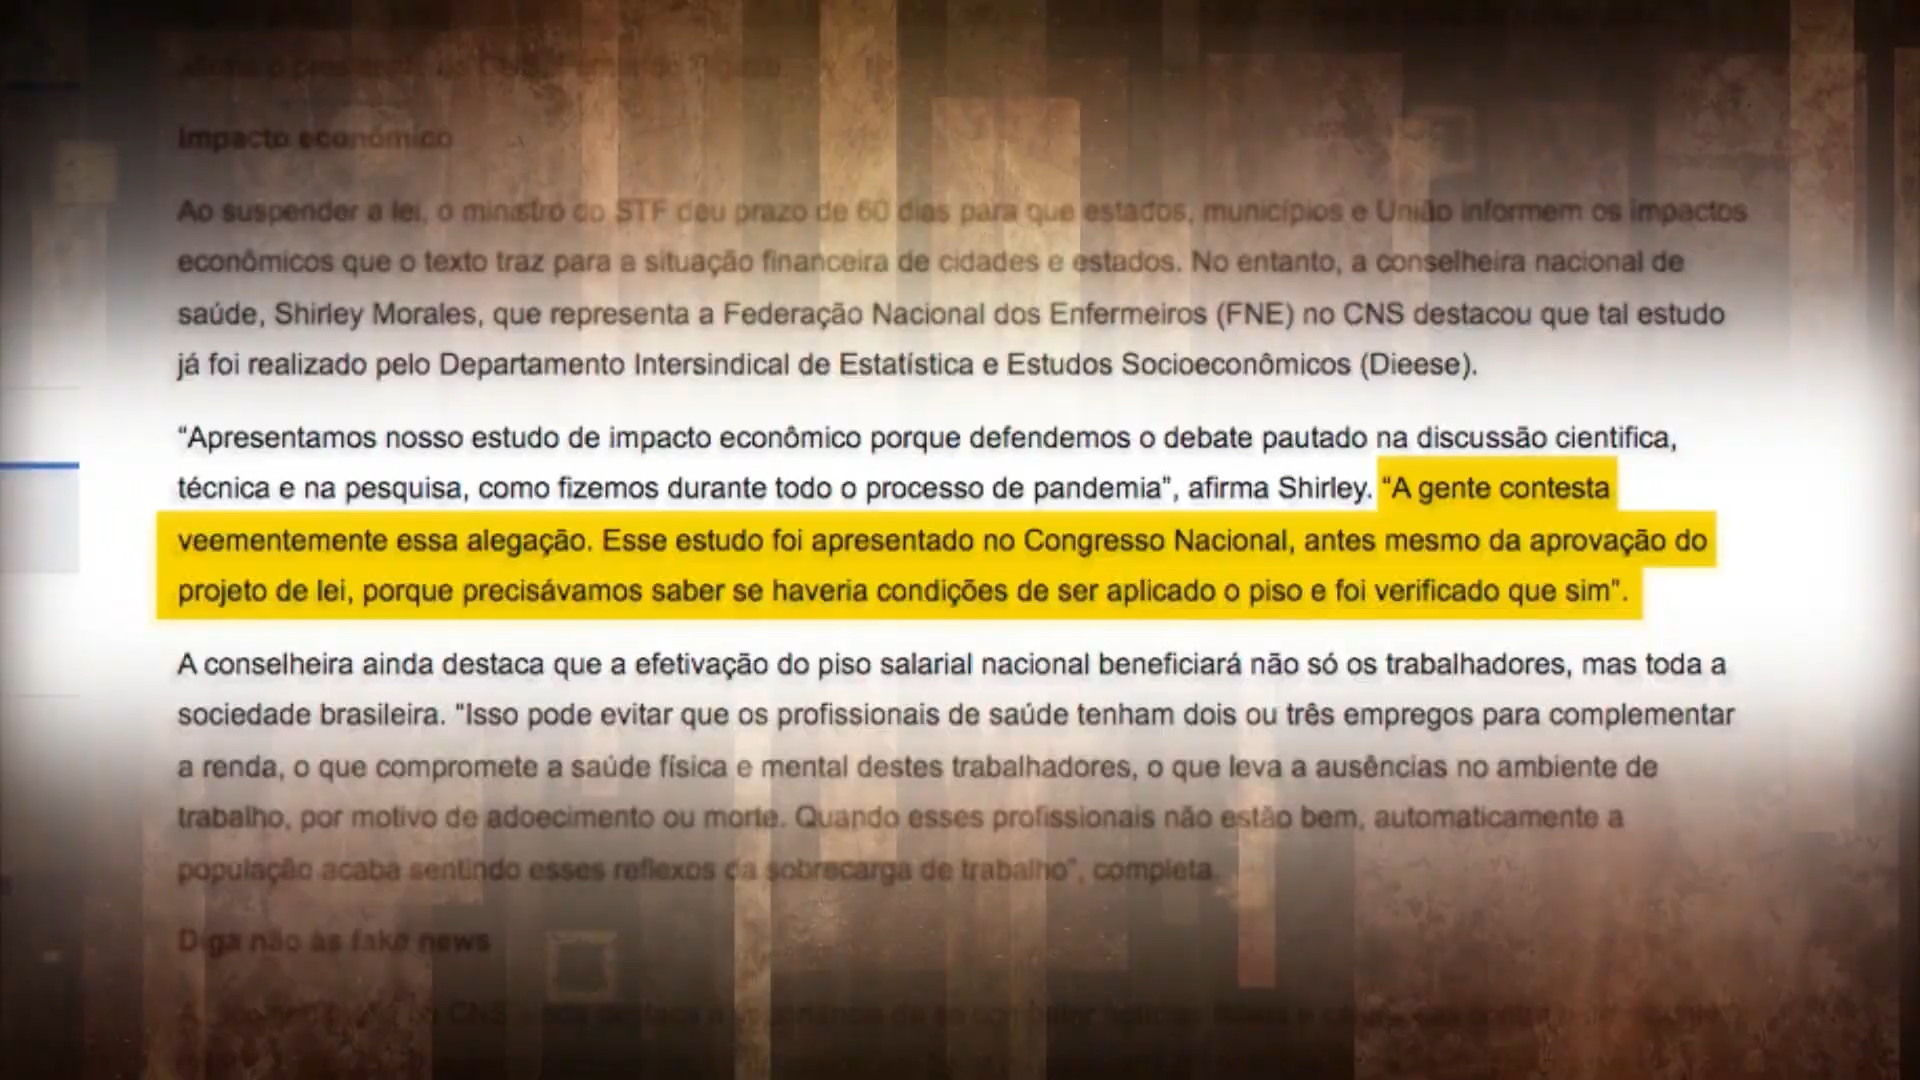 Impacto econômico
Ao suspender a lei, o ministro do STF deu prazo de 60 dias para que estados, municípios e União informem os impactos
econômicos que o texto traz para a situação financeira de cidades e estados. No entanto, a conselheira nacional de
saúde, Shirley Morales, que representa a Federação Nacional dos Enfermeiros (FNE) no CNS destacou que tal estudo
já foi realizado pelo Departamento Intersindical de Estatística e Estudos Socioeconômicos (Dieese).
“Apresentamos nosso estudo de impacto econômico porque defendemos o debate pautado na discussão cientifica,
técnica e na pesquisa, como fizemos durante todo o processo de pandemia”, afirma Shirley. “A gente contesta
veementemente essa alegação. Esse estudo foi apresentado no Congresso Nacional, antes mesmo da aprovação do
projeto de lei, porque precisávamos saber se haveria condições de ser aplicado o piso e foi verificado que sim”.
A conselheira ainda destaca que a efetivação do piso salarial nacional beneficiará não só os trabalhadores, mas toda a
sociedade brasileira. “Isso pode evitar que os profissionais de saúde tenham dois ou três empregos para complementar
a renda, o que compromete a saúde física e mental destes trabalhadores, o que leva a ausências no ambiente de
trabalho, por motivo de adoecimento ou morte. Quando esses profissionais não estão bem, automaticamente a
população acaba sentindo esses reflexos da sobrecarga de trabalho”, completa.
Diga não às fake news
CNS